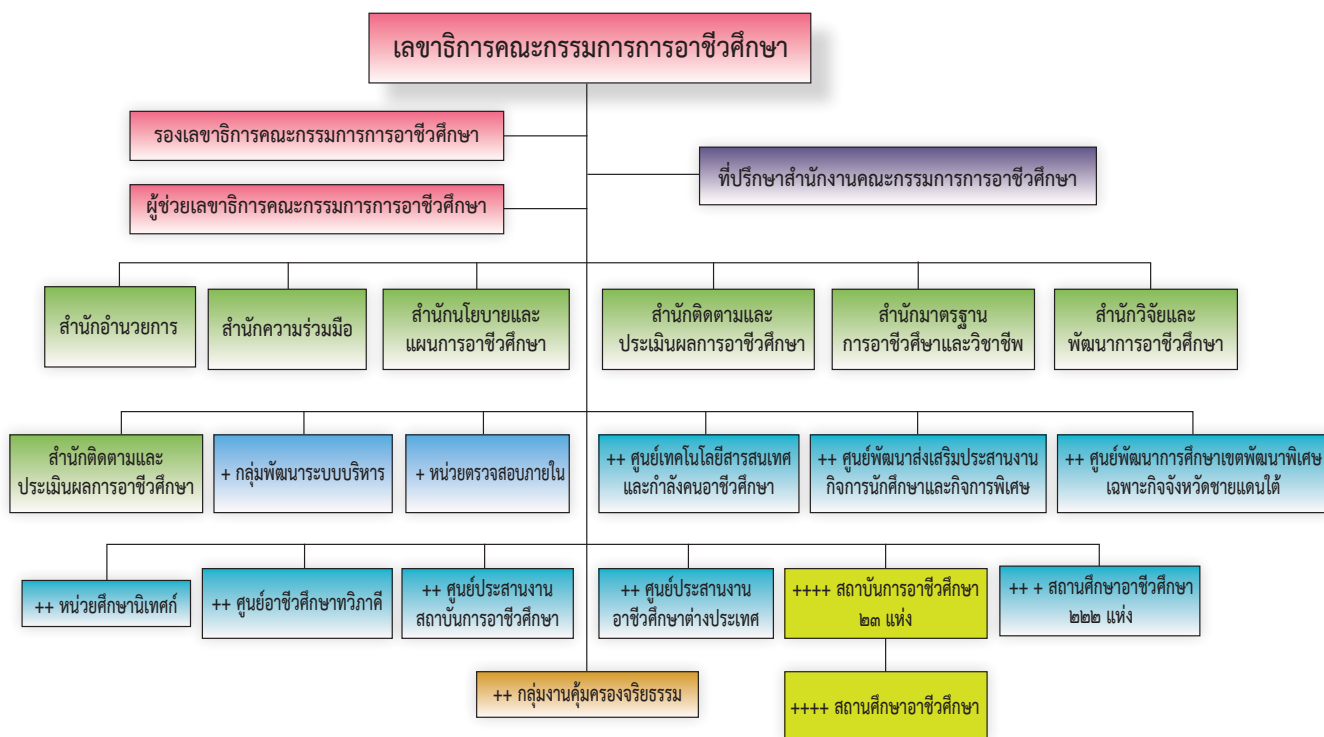 เลขาธิการคณะกรรมการการอาชีวศึกษา
รองเลขาธิการคณะกรรมการการอาชีวศึกษา
ที่ปรึกษาสำนักงานคณะกรรมการการอาชีวศึกษา
ผู้ช่วยเลขาธิการคณะกรรมการการอาชีวศึกษา
สำนักอำนวยการ
สำนักความร่วมมือ
สำนักนโยบายและ
แผนการอาชีวศึกษา
สำนักติดตามและ
ประเมินผลการอาชีวศึกษา
สำนักมาตรฐาน
การอาชีวศึษาและวิชาชีพ
สำนักวิจัยและ
พัฒนาการอาชีวศึกษา
สำนักติดตามและ
ประเมินผลการอาชีวศึกษา
+ กลุ่มพัฒนาระบบบริหาร
+ หน่วยตรวจสอบภายใน
++ ศูนย์เทคโนโลยีสารสนเทศ
และกำลังคนอาชีวศึกษา
++ ศูนย์พัฒนาส่งเสริมประสานงาน
กิจการนักศึกษาและกิจการพิเศษ
++ ศูนย์พัฒนาการศึกษาเขตพัฒนาพิเศษ
เฉพาะกิจจังหวัดชายแดนใต้
++ หน่วยศึกษานิเทศก์
++ ศูนย์อาชีวศึกษาทวิภาคี
++ ศูนย์ประสานงาน
สถาบันการอาชีวศึกษา
++ ศูนย์ประสานงาน
อาชีวศึกษาต่างประเทศ
++++ สถาบันการอาชีวศึกษา
๒๓ แห่ง
++ + สถานศึกษาอาชีวศึกษา
๒๒๒ แห่ง
++ กลุ่มงานคุ้มครองจริยธรรม
++++ สถานศึกษาอาชีวศึกษา